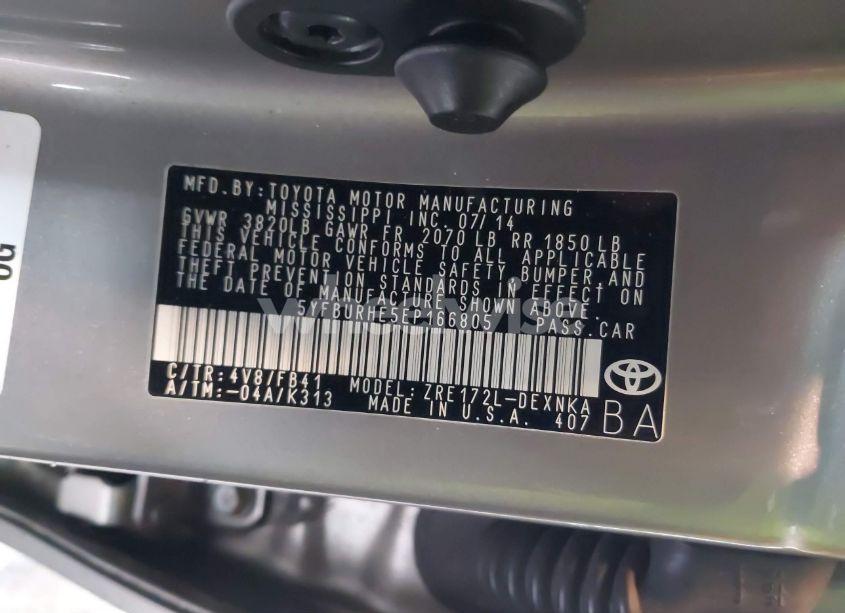 MFD.BY:TOYOTA MOTOR MANUFACTURING
MISSISSIPPI INC. 07/14
GVWR 3820LB GAWR FR 2070 LB RR 1850 LB
THIS VEHICLE CONFORMS TO ALL APPLICABLE
FEDERAL MOTOR VEHICLE SAFETY, BUMPER, AND
THEFT PREVENTION STANDARDS IN EFFECT ON
THE DATE OF MANUFACTURE SHOWN ABOVE.
5YFBURHE5EP166805 PASS.CAR
C/TR:4V8/FB41 MODEL: ZRE172L-DEXNKA
A/TM:-04A/K313 MADE IN U.S.A. 407
BA